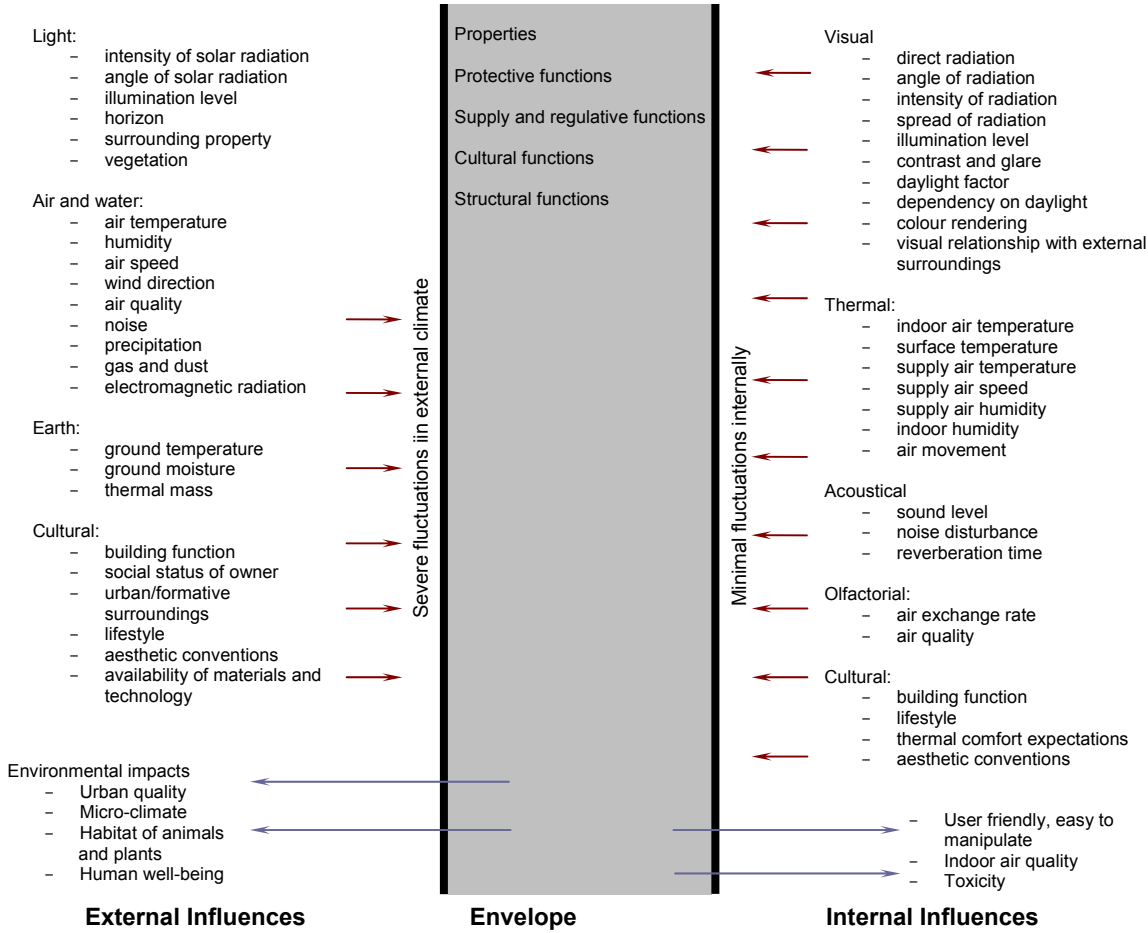 Light:
– intensity of solar radiation
– angle of solar radiation
– illumination level
– horizon
– surrounding property
– vegetation
Air and water:
– air temperature
– humidity
– air speed
– wind direction
– air quality
– noise
– precipitation
– gas and dust
– electromagnetic radiation
Earth:
– ground temperature
– ground moisture
– thermal mass
Cultural:
– building function
– social status of owner
– urban/formative
surroundings
– lifestyle
– aesthetic conventions
– availability of materials and
technology
Environmental impacts
– Urban quality
– Micro-climate
– Habitat of animals
and plants
– Human well-being
External Influences
Severe fluctuations iin external climate
Properties
Protective functions
Supply and regulative functions
Cultural functions
Structural functions
Envelope
Minimal fluctuations internally
Visual
– direct radiation
– angle of radiation
– intensity of radiation
– spread of radiation
– illumination level
– contrast and glare
– daylight factor
– dependency on daylight
– colour rendering
– visual relationship with external
surroundings
Thermal:
– indoor air temperature
– surface temperature
– supply air temperature
– supply air speed
– supply air humidity
– indoor humidity
– air movement
Acoustical
– sound level
– noise disturbance
– reverberation time
Olfactorial:
– air exchange rate
– air quality
Cultural:
– building function
– lifestyle
– thermal comfort expectations
– aesthetic conventions
– User friendly, easy to
manipulate
– Indoor air quality
– Toxicity
Internal Influences